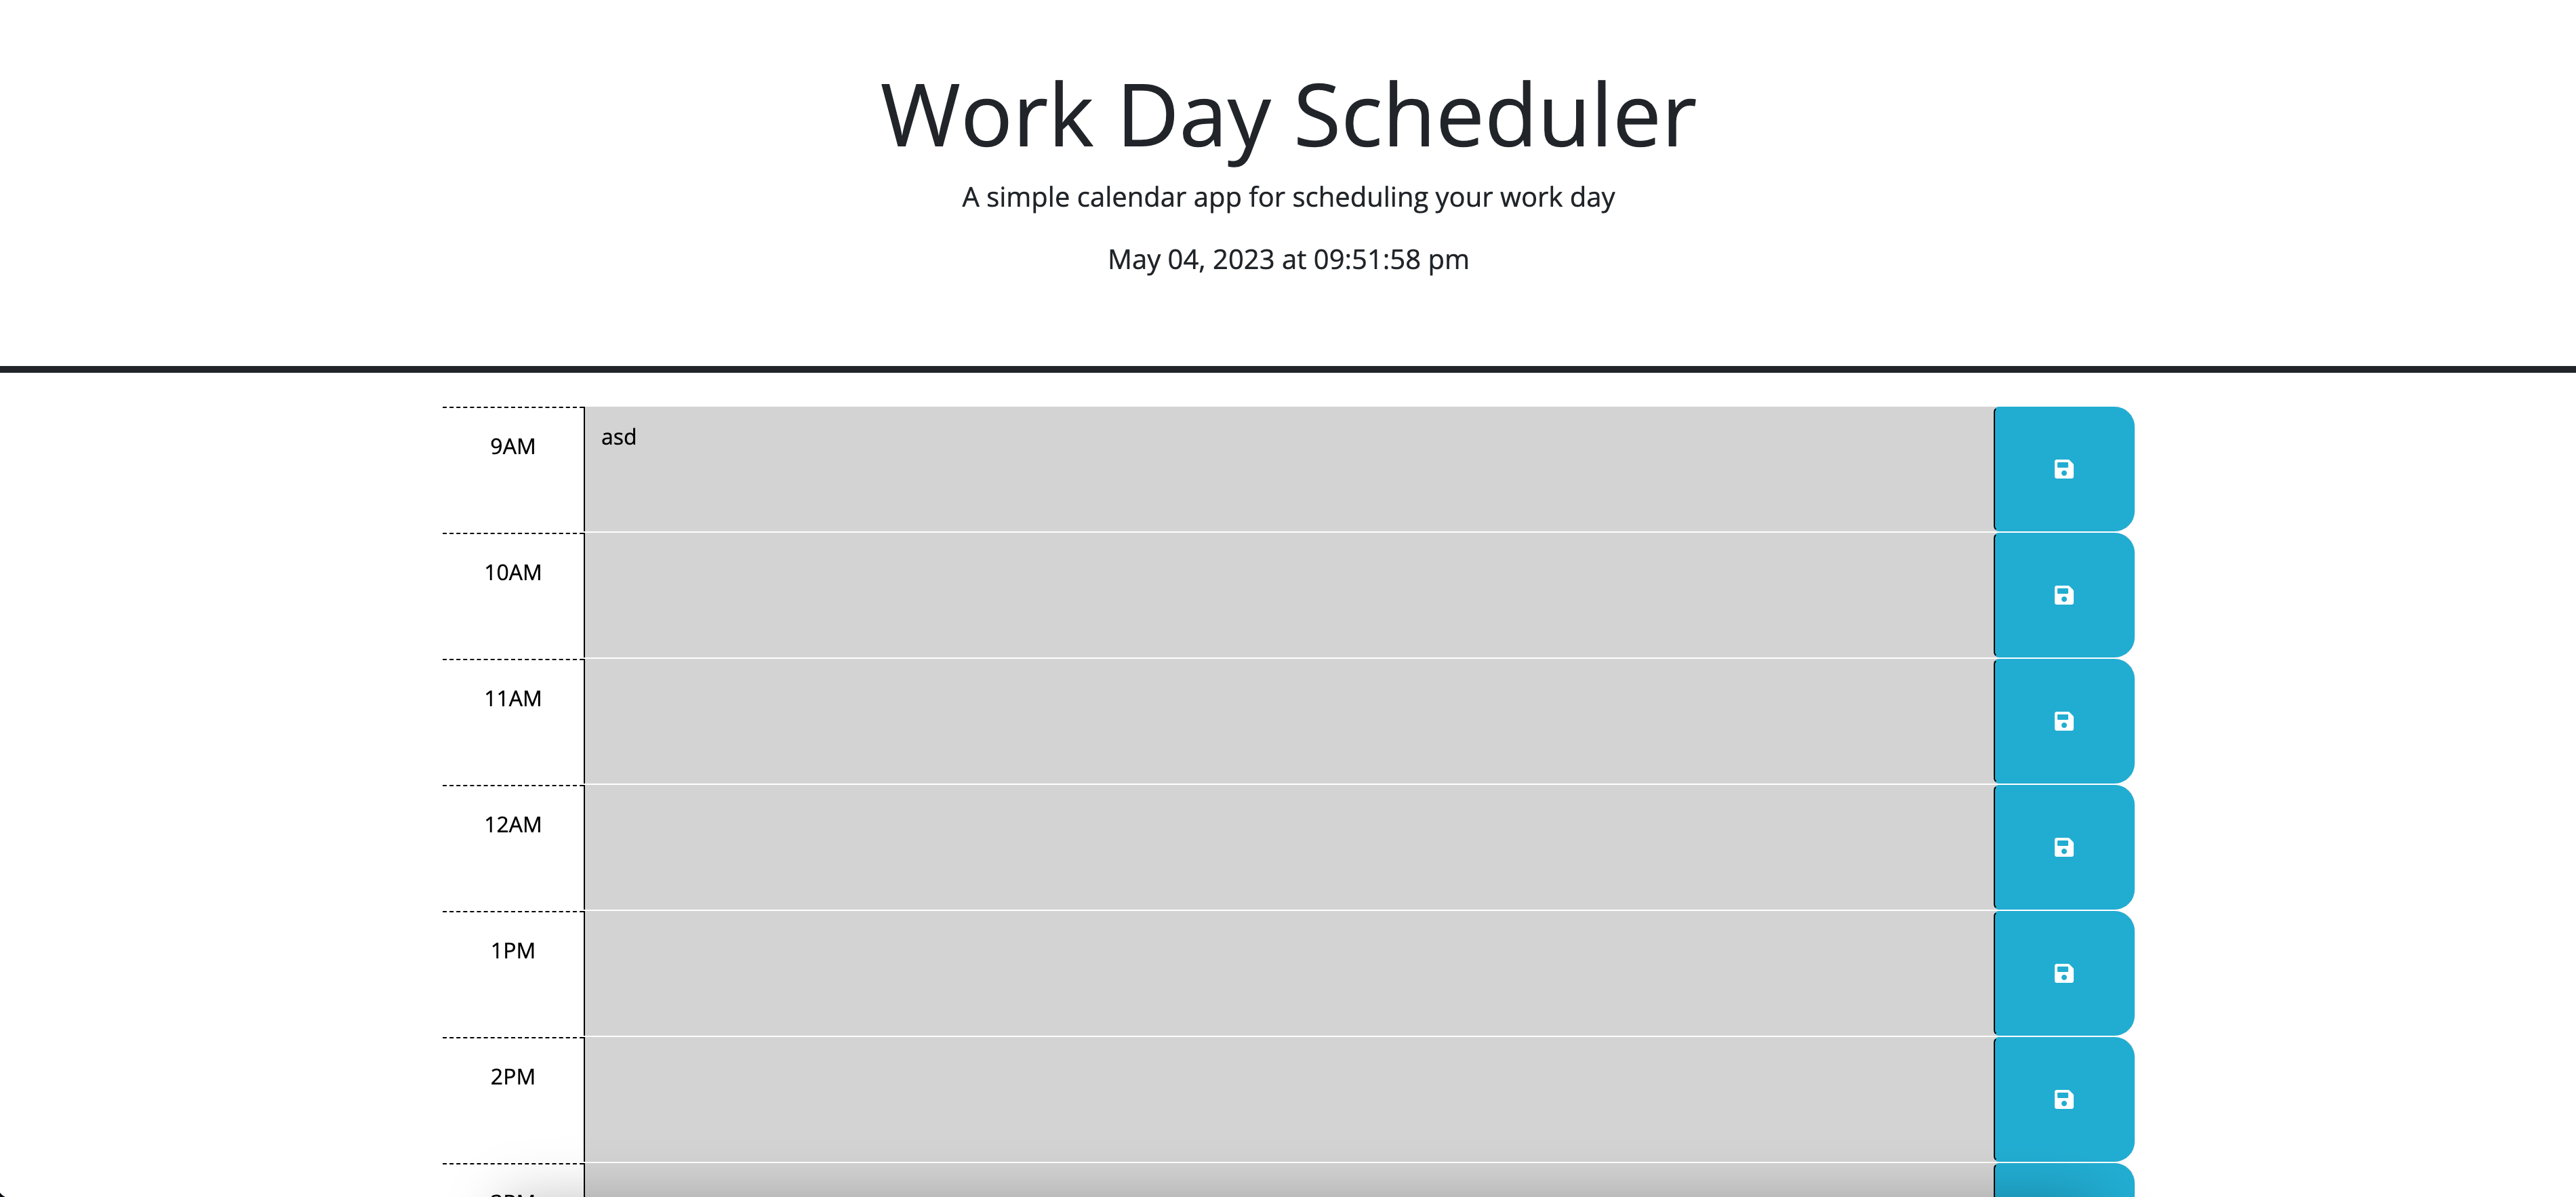 Work Day Scheduler
A simple calendar app for scheduling your work day
May 04, 2023 at 09:51:58 pm
9AM
asd
10AM
11AM
12AM
1PM
2PM